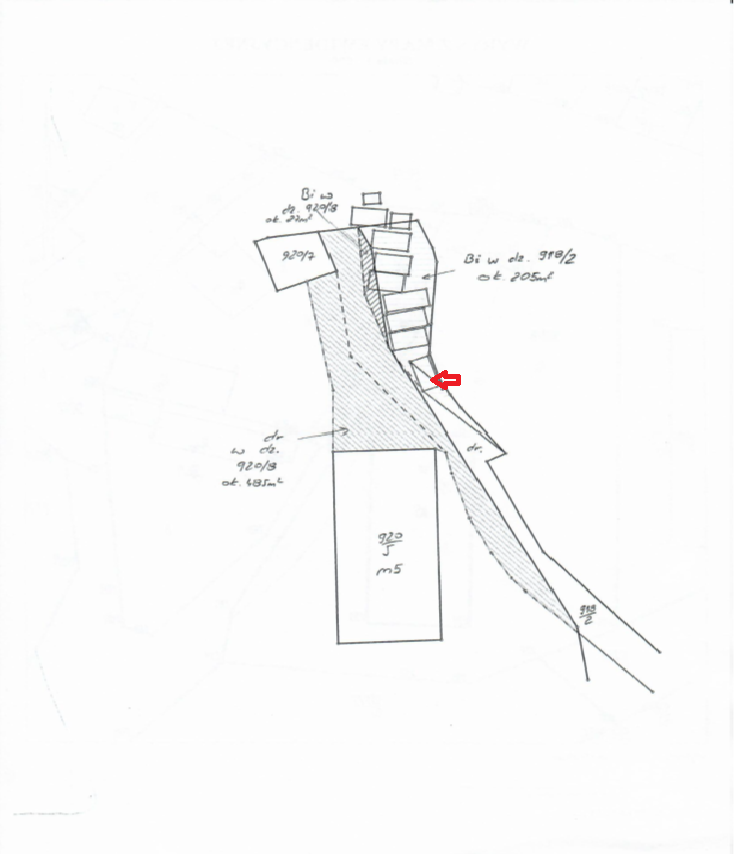 Bi w
dz. 920/8
ok. 22m²
920/7
Bi w dz. 918/2
ok. 205m²
dr
w dz.
920/8
ok. 485m²
dr.
920
5
m5
918
2